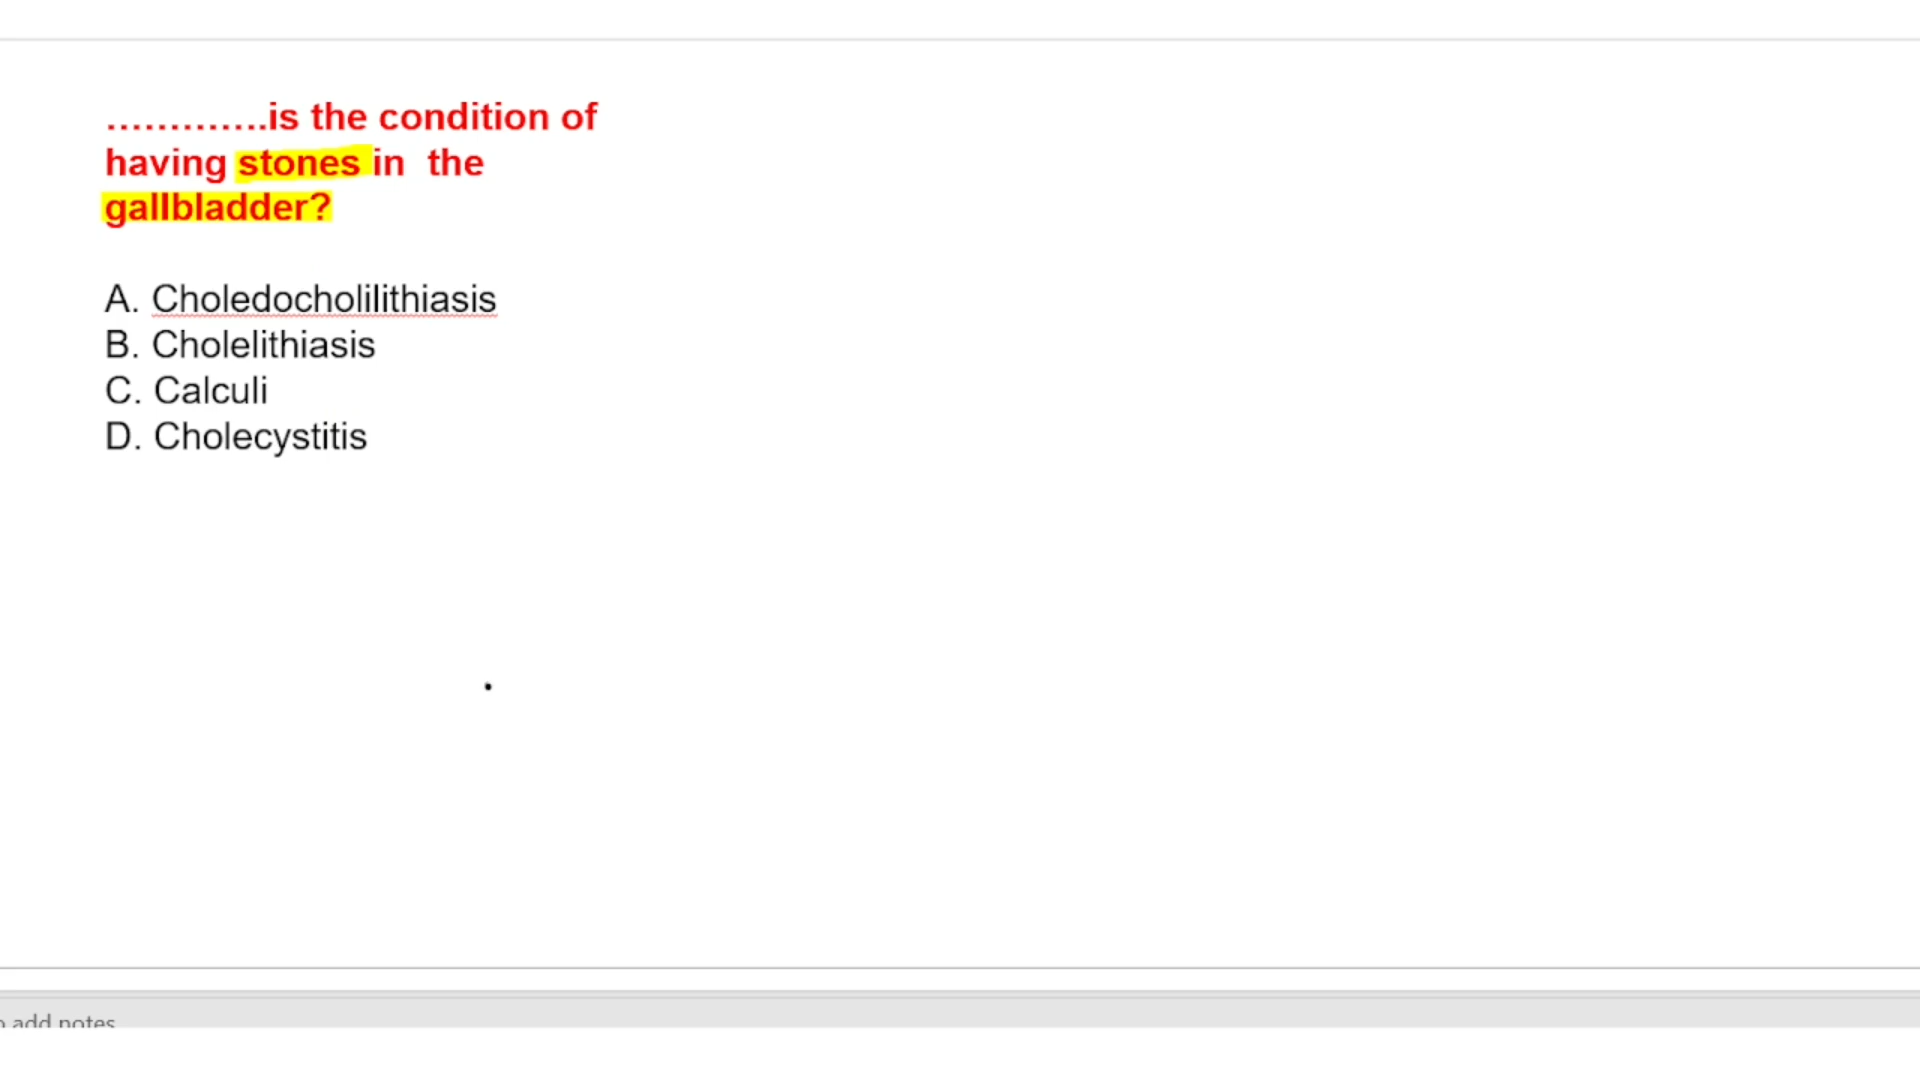 ………….is the condition of
having stones in the
gallbladder?
A. Choledocholilithiasis
B. Cholelithiasis
C. Calculi
D. Cholecystitis
add notes